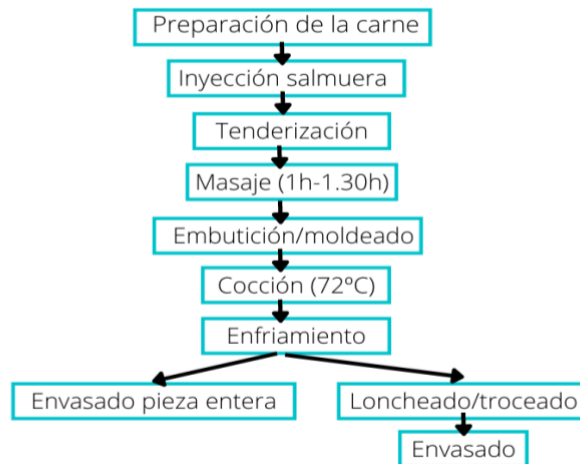 Preparación de la carne
Inyección salmuera
Tenderización
Masaje (1h-1.30h)
Embutición/moldeado
Cocción (72ºC)
Enfriamiento
Envasado pieza entera
Loncheado/troceado
Envasado